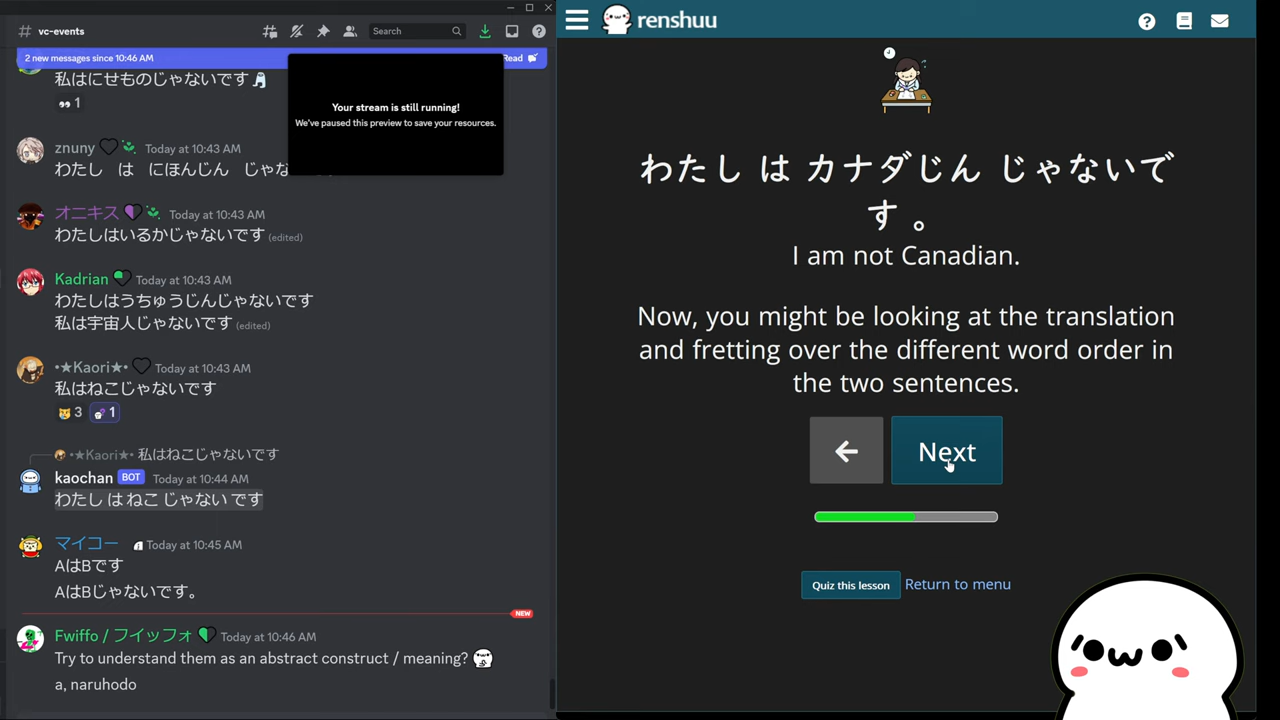 vc-events
Search
2 new messages since 10:46 AM
Read
私はにせものじゃないです
1
Your stream is still running!
We've paused this preview to save your resources.
znuny Today at 10:43 AM
わたし は にほんじん じゃな
オニキス Today at 10:43 AM
わたしはいるかじゃないです (edited)
Kadrian Today at 10:43 AM
わたしはうちゅうじんじゃないです
私は宇宙人じゃないです (edited)
•★Kaori★• Today at 10:43 AM
私はねこじゃないです
3 1
•★Kaori★• 私はねこじゃないです
kaochan BOT Today at 10:44 AM
わたし は ねこ じゃない です
マイコー Today at 10:45 AM
AはBです
AはBじゃないです。
NEW
Fwiffo / フイッフォ Today at 10:46 AM
Try to understand them as an abstract construct / meaning?
a, naruhodo
renshuu
わたし は カナダじん じゃないで
す 。
I am not Canadian.
Now, you might be looking at the translation
and fretting over the different word order in
the two sentences.
Next
Quiz this lesson Return to menu